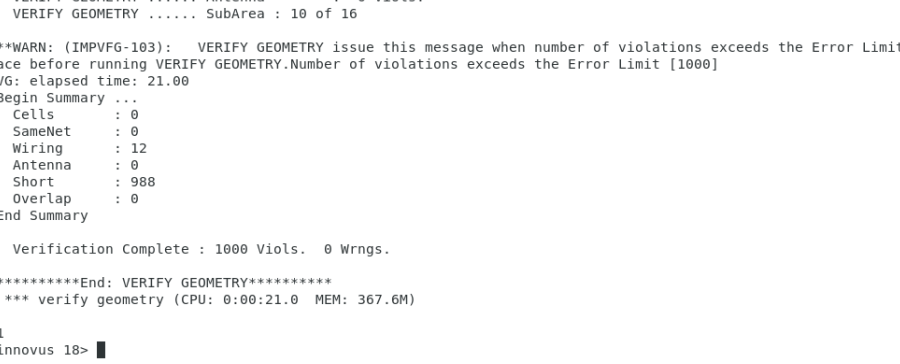 VERIFY GEOMETRY ...... SubArea : 10 of 16
**WARN: (IMPVFG-103):   VERIFY GEOMETRY issue this message when number of violations exceeds the Error Limit
ace before running VERIFY GEOMETRY.Number of violations exceeds the Error Limit [1000]
VG: elapsed time: 21.00
Begin Summary ...
  Cells       : 0
  SameNet     : 0
  Wiring      : 12
  Antenna     : 0
  Short       : 988
  Overlap     : 0
End Summary
  Verification Complete : 1000 Viols.  0 Wrngs.
**********End: VERIFY GEOMETRY**********
 *** verify geometry (CPU: 0:00:21.0  MEM: 367.6M)
1
innovus 18>